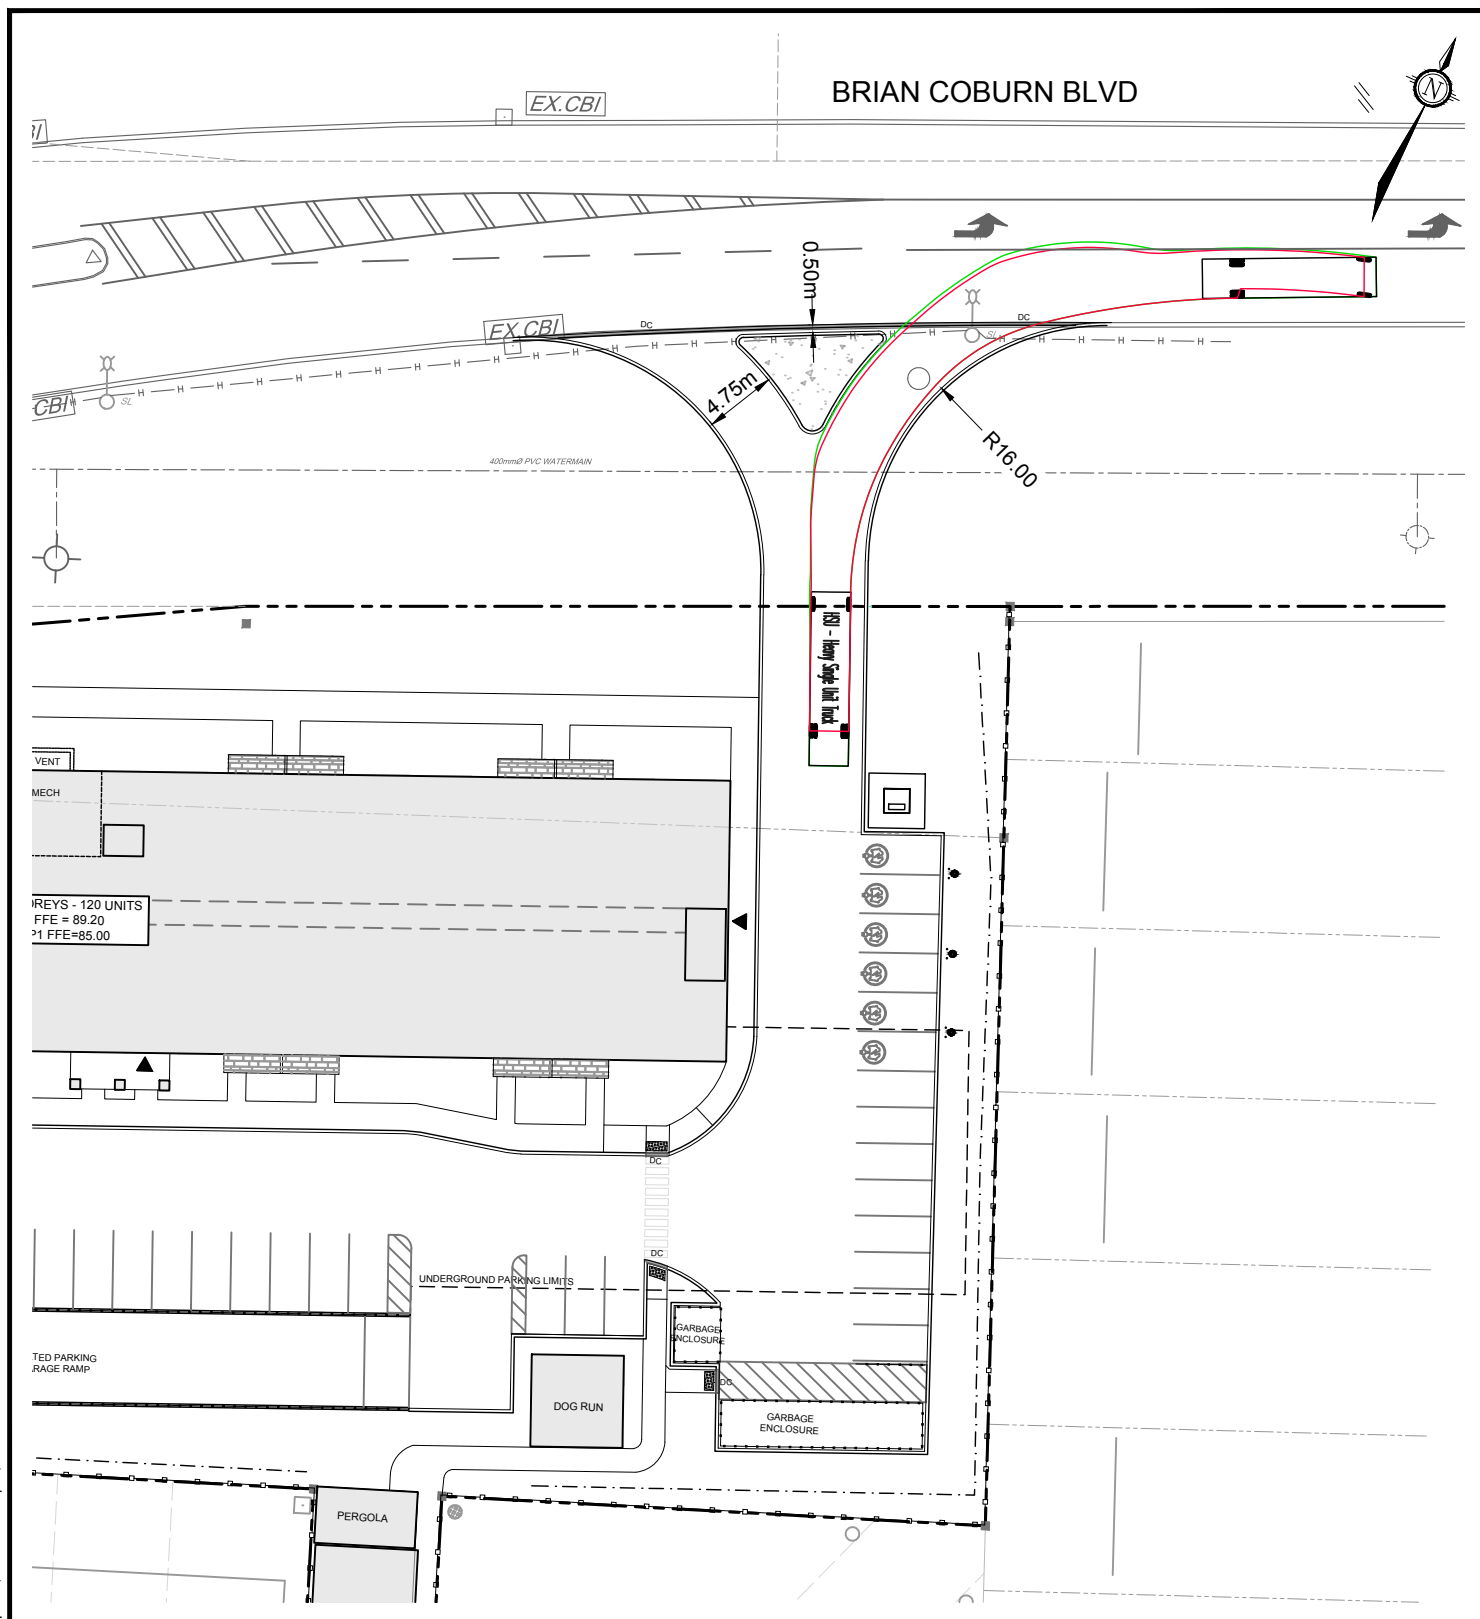 BRIAN COBURN BLVD
N
EX.CBI
0.50m
DC
DC
EX.CBI
H H H H H H H H H H H H H
SL
SL
CBI
4.75m
R16.00
400mmØ PVC WATERMAIN
HSU - Heavy Single Unit Truck
VENT
MECH
OREYS - 120 UNITS
FFE = 89.20
P1 FFE=85.00
DC
DC
UNDERGROUND PARKING LIMITS
GARBAGE
ENCLOSURE
TED PARKING
ARAGE RAMP
DC
DOG RUN
GARBAGE
ENCLOSURE
PERGOLA